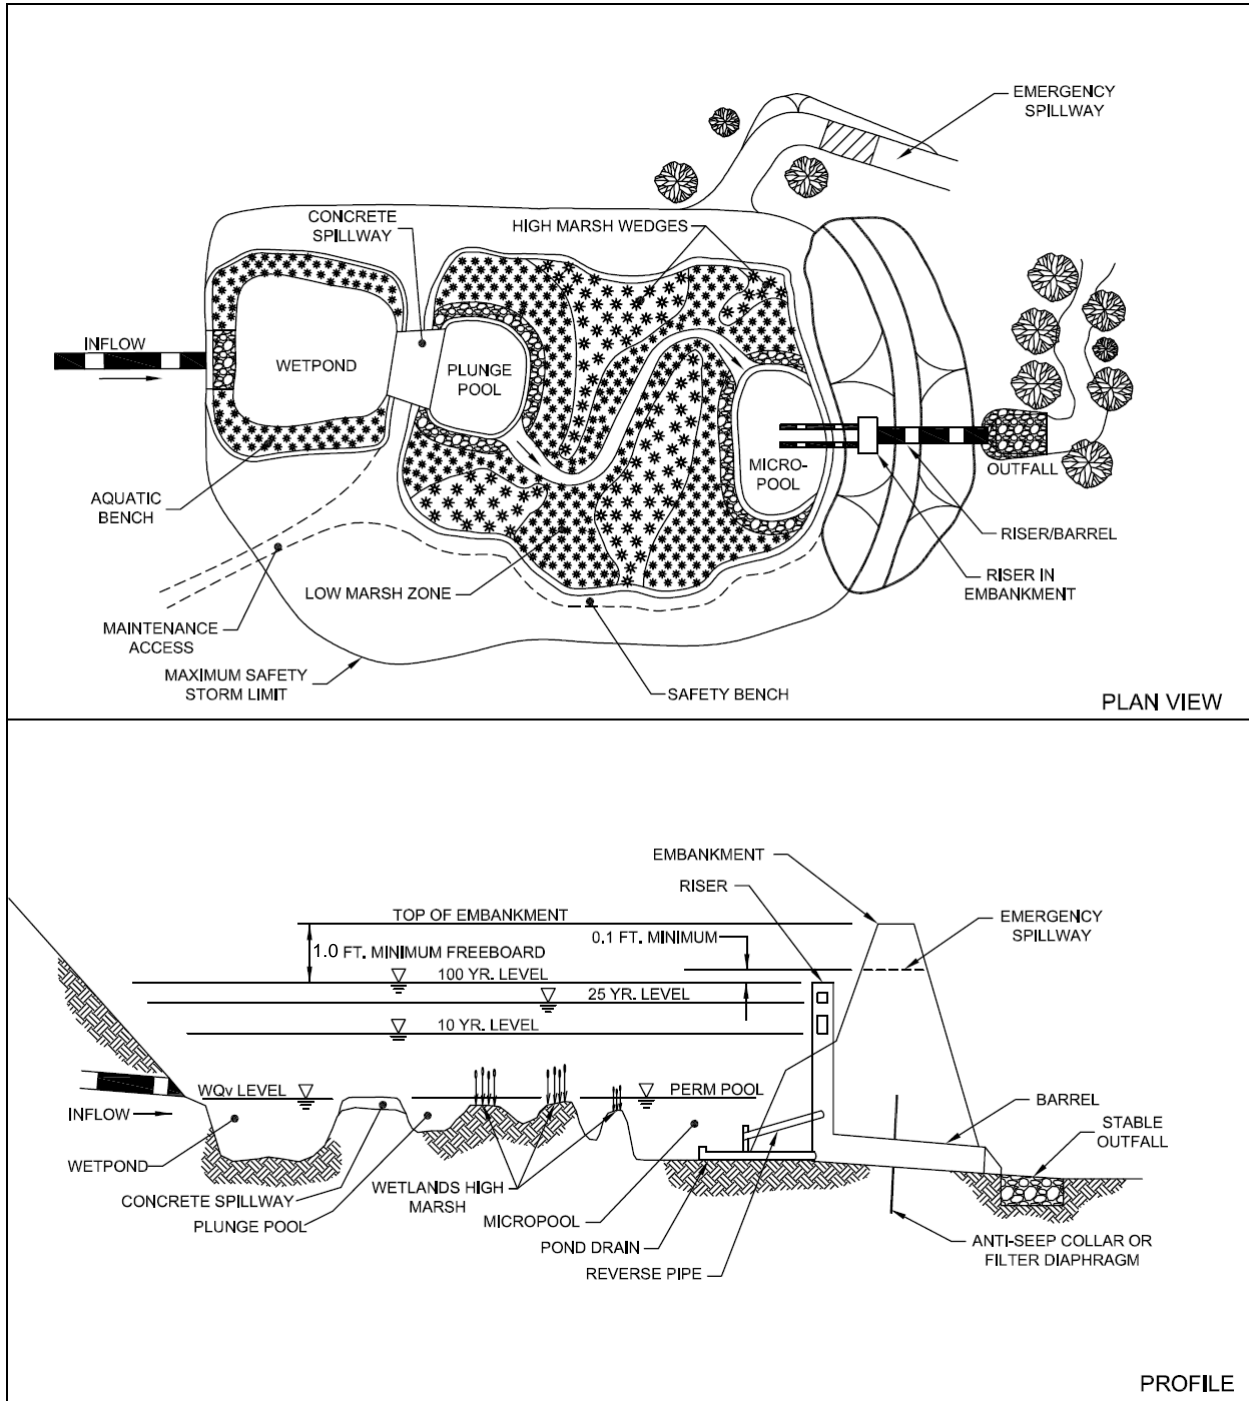 EMERGENCY
SPILLWAY
CONCRETE
SPILLWAY
HIGH MARSH WEDGES
INFLOW
WETPOND
PLUNGE
POOL
MICRO-
POOL
OUTFALL
AQUATIC
BENCH
RISER/BARREL
RISER IN
EMBANKMENT
LOW MARSH ZONE
MAINTENANCE
ACCESS
MAXIMUM SAFETY
STORM LIMIT
SAFETY BENCH
PLAN VIEW
EMBANKMENT
RISER
TOP OF EMBANKMENT
EMERGENCY
SPILLWAY
0.1 FT. MINIMUM
1.0 FT. MINIMUM FREEBOARD
100 YR. LEVEL
25 YR. LEVEL
10 YR. LEVEL
WQv LEVEL
PERM POOL
INFLOW
BARREL
STABLE
OUTFALL
WETPOND
CONCRETE SPILLWAY
PLUNGE POOL
WETLANDS HIGH
MARSH
MICROPOOL
POND DRAIN
REVERSE PIPE
ANTI-SEEP COLLAR OR
FILTER DIAPHRAGM
PROFILE